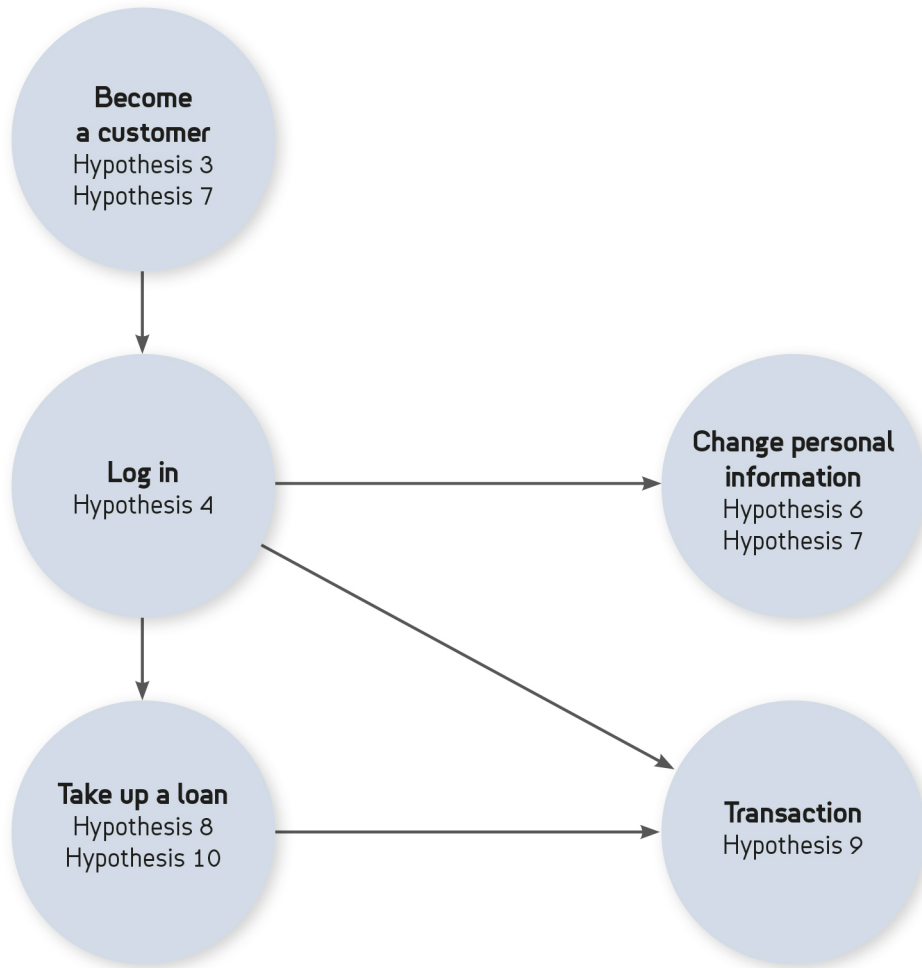 Become
a customer
Hypothesis 3
Hypothesis 7
Log in
Hypothesis 4
Change personal
information
Hypothesis 6
Hypothesis 7
Take up a loan
Hypothesis 8
Hypothesis 10
Transaction
Hypothesis 9